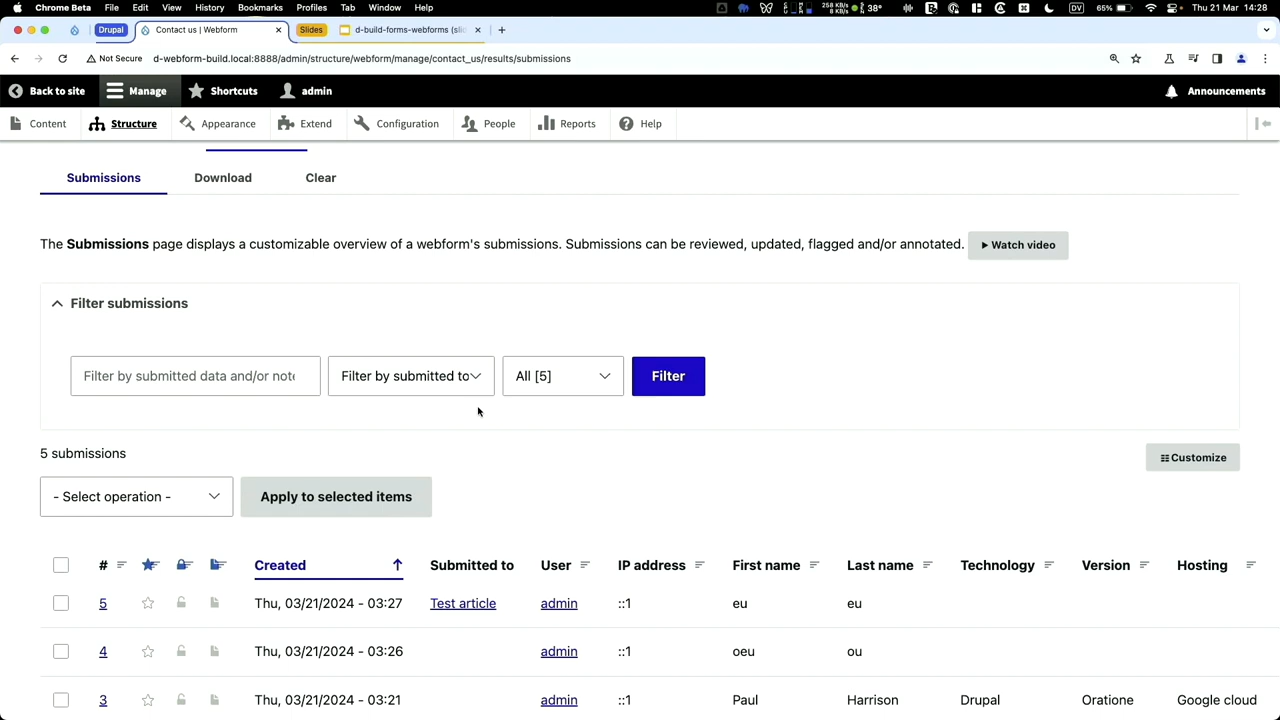 Chrome Beta File Edit View History Bookmarks Profiles Tab Window Help 38° DV 65% Thu 21 Mar 14:28
Drupal Contact us | Webform Slides d-build-forms-webforms (slid
Not Secure d-webform-build.local:8888/admin/structure/webform/manage/contact_us/results/submissions
Back to site Manage Shortcuts admin Announcements
Content Structure Appearance Extend Configuration People Reports Help
Submissions Download Clear
The Submissions page displays a customizable overview of a webform's submissions. Submissions can be reviewed, updated, flagged and/or annotated. Watch video
Filter submissions
Filter by submitted data and/or note Filter by submitted to All [5] Filter
5 submissions
Customize
- Select operation - Apply to selected items
# Created Submitted to User IP address First name Last name Technology Version Hosting
5 Thu, 03/21/2024 - 03:27 Test article admin ::1 eu eu
4 Thu, 03/21/2024 - 03:26 admin ::1 oeu ou
3 Thu, 03/21/2024 - 03:21 admin ::1 Paul Harrison Drupal Oratione Google cloud